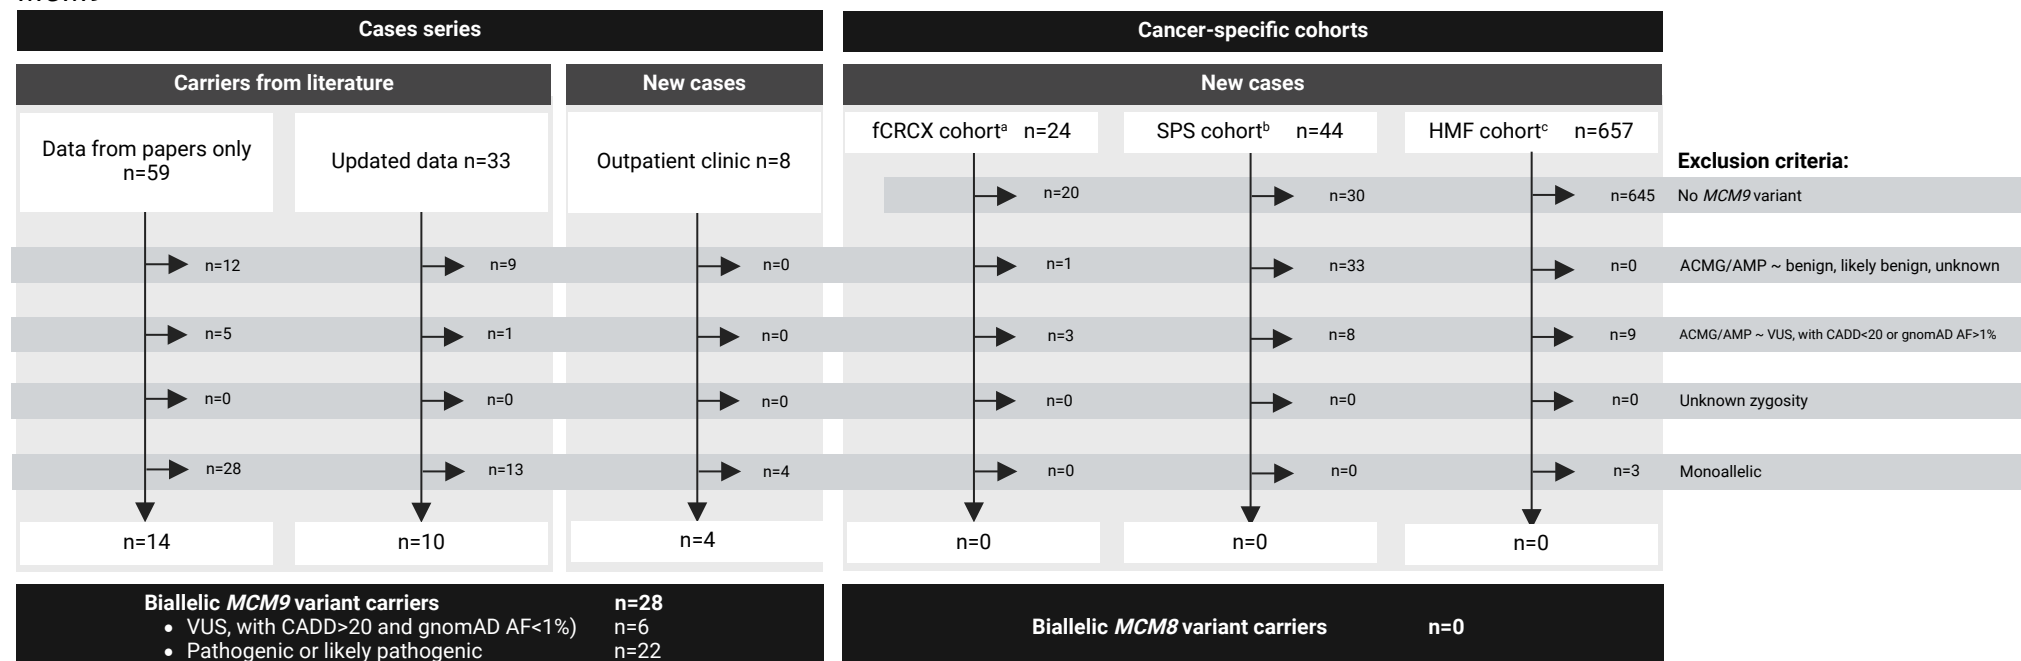 Cases series
Cancer-specific cohorts
Carriers from literature
New cases
New cases
Data from papers only
n=59
Updated data n=33
Outpatient clinic n=8
fCRCX cohortᵃ n=24
SPS cohortᵇ n=44
HMF cohortᶜ n=657
Exclusion criteria:
n=20
n=30
n=645
No MCM9 variant
n=12
n=9
n=0
n=1
n=33
n=0
ACMG/AMP ~ benign, likely benign, unknown
n=5
n=1
n=0
n=3
n=8
n=9
ACMG/AMP ~ VUS, with CADD<20 or gnomAD AF>1%
n=0
n=0
n=0
n=0
n=0
n=0
Unknown zygosity
n=28
n=13
n=4
n=0
n=0
n=3
Monoallelic
n=14
n=10
n=4
n=0
n=0
n=0
Biallelic MCM9 variant carriers n=28
• VUS, with CADD>20 and gnomAD AF<1%) n=6
• Pathogenic or likely pathogenic n=22
Biallelic MCM8 variant carriers n=0